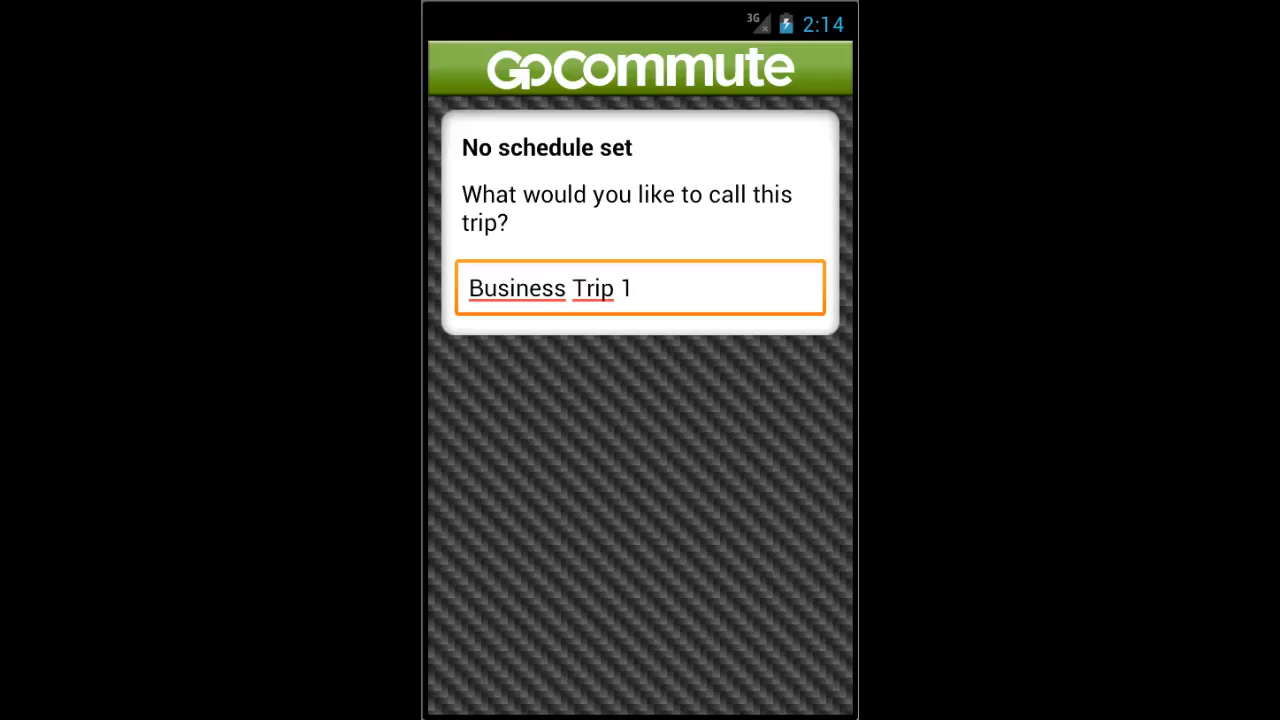 3G 2:14
GoCommute
No schedule set
What would you like to call this
trip?
Business Trip 1